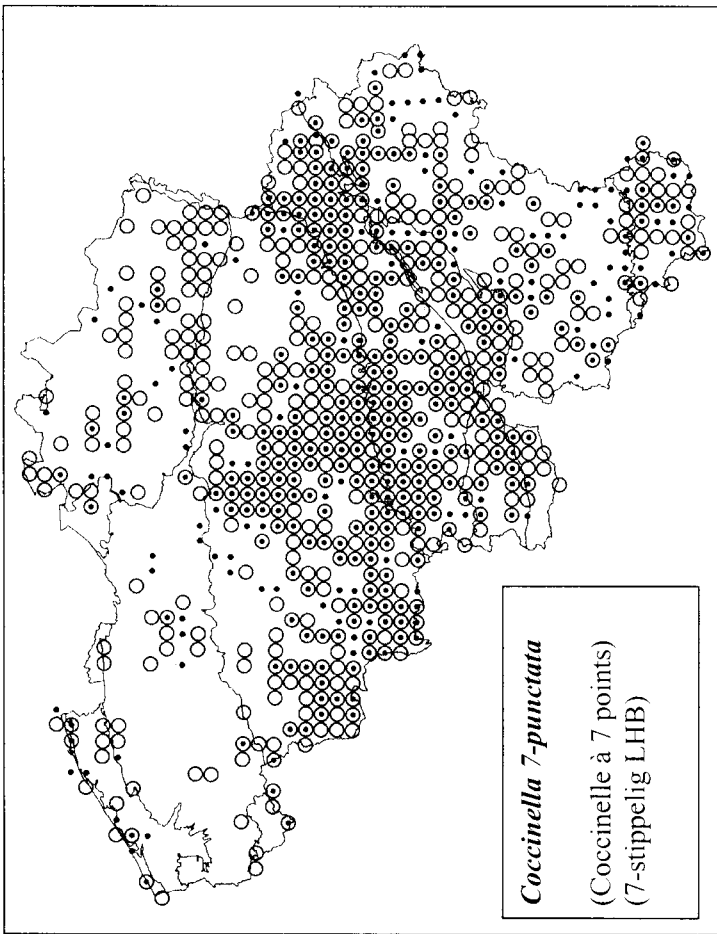 Coccinella 7-punctata
(Coccinelle à 7 points)
(7-stippelig LHB)